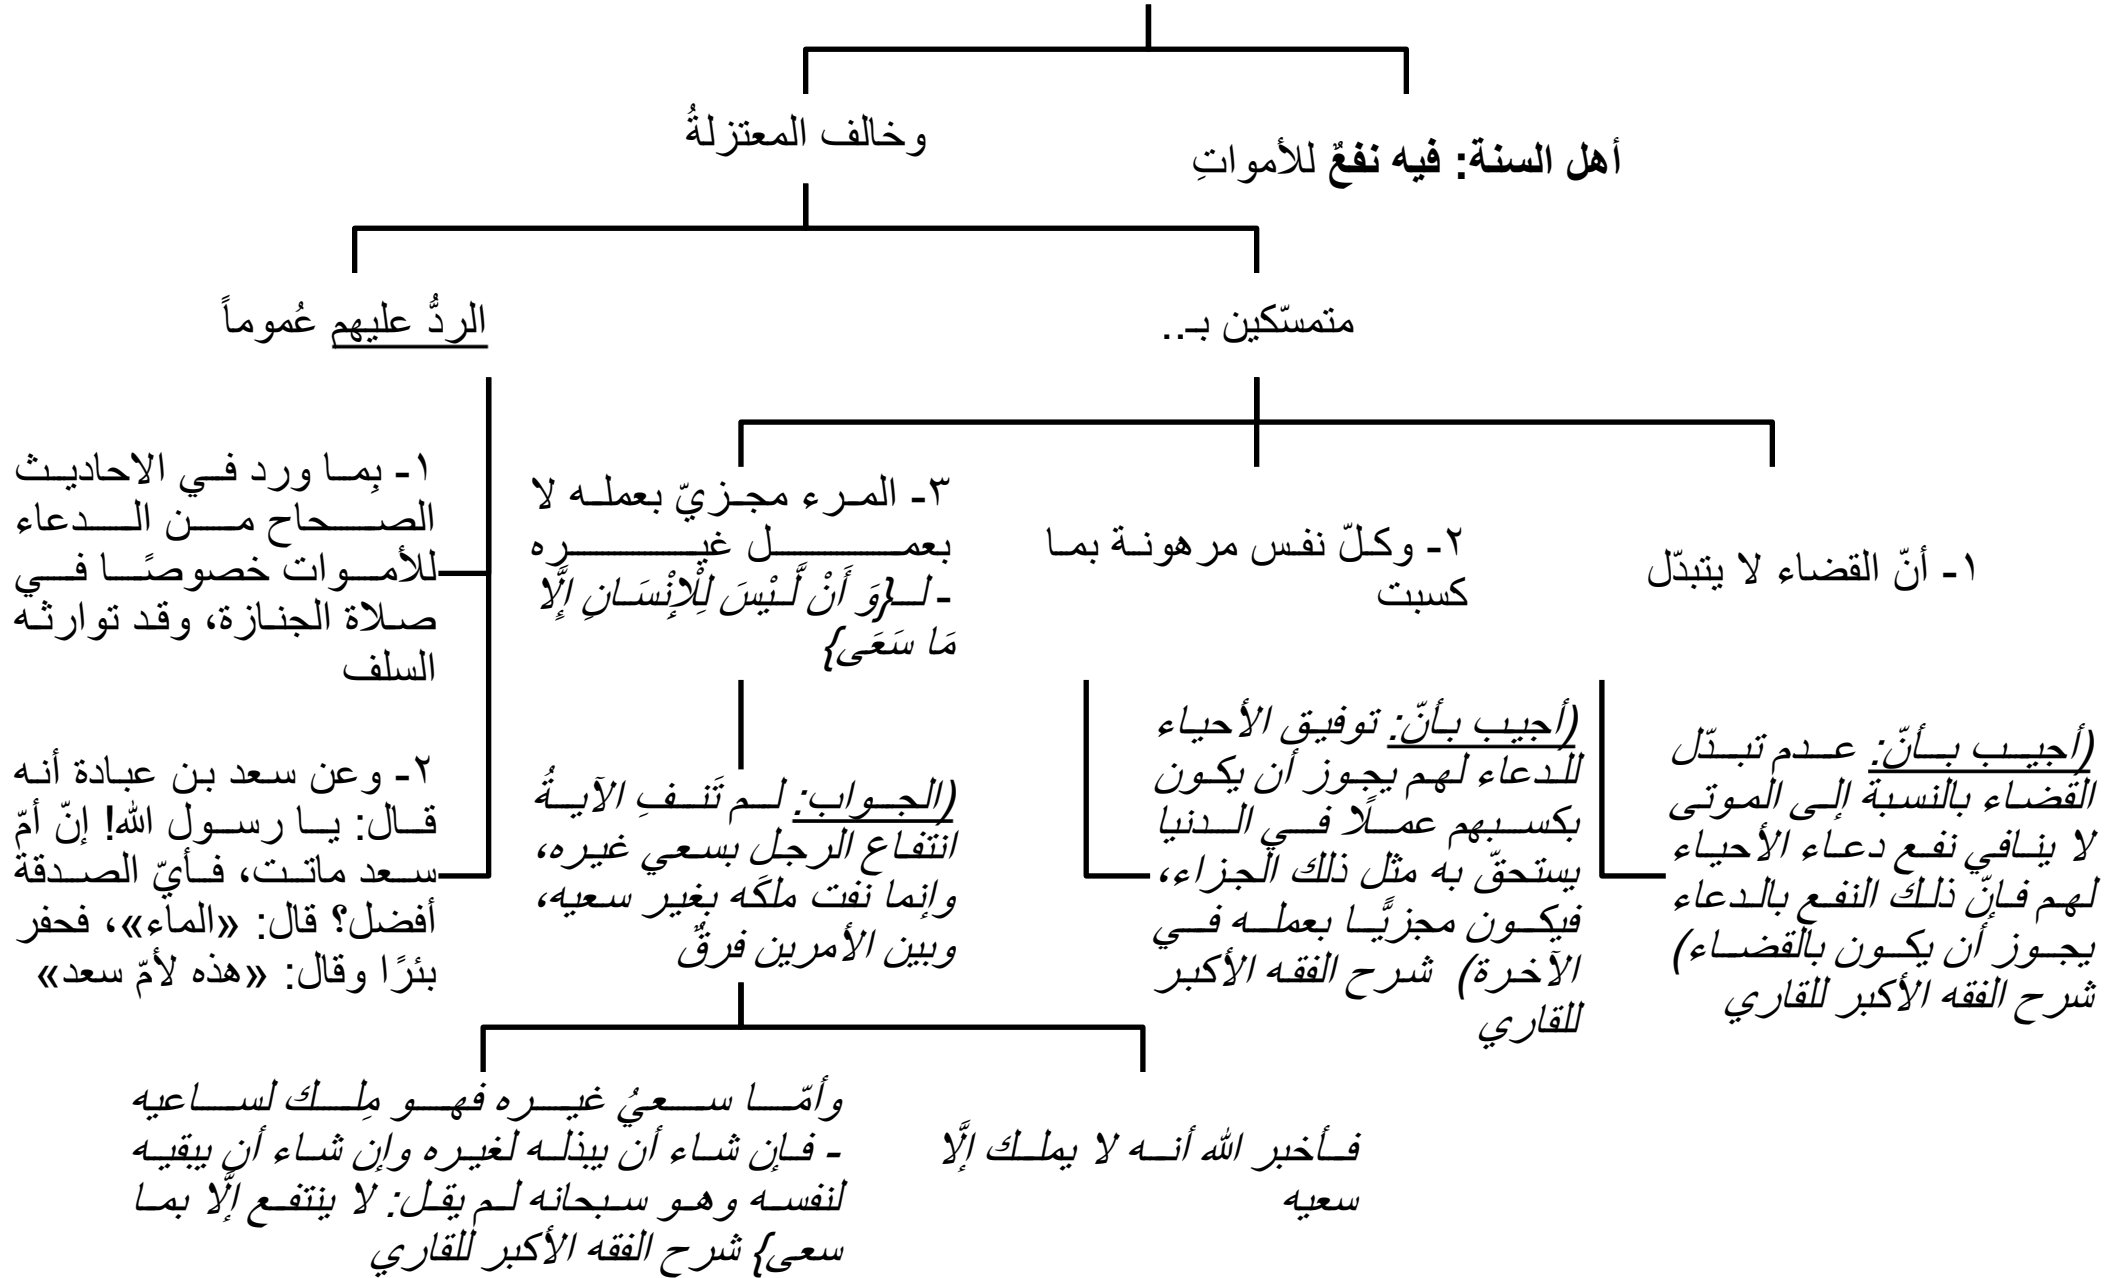 أهل السنة: فيه نفعٌ للأمواتِ
وخالف المعتزلةُ
متمسّكين بـ..
الردُّ عليهم عُموماً
١- أنّ القضاء لا يتبدّل
(أجيب بأنّ: عدم تبدّل
القضاء بالنسبة إلى الموتى
لا ينافي نفع دعاء الأحياء
لهم فإنّ ذلك النفع بالدعاء
يجوز أن يكون بالقضاء)
شرح الفقه الأكبر للقاري
٢- وكلّ نفس مرهونة بما
كسبت
(أجيب بأنّ: توفيق الأحياء
للدعاء لهم يجوز أن يكون
بكسبهم عملًا في الدنيا
يستحقّ به مثل ذلك الجزاء،
فيكون مجزيًّا بعمله في
الآخرة) شرح الفقه الأكبر
للقاري
٣- المرء مجزيّ بعمله لا
بعمل غيره
- لـ{وَ أَنْ لَّيْسَ لِلْإِنْسَانِ إِلَّا
مَا سَعَى}
(الجواب: لم تَنفِ الآيةُ
انتفاع الرجل بسعي غيره،
وإنما نفت ملكَه بغير سعيه،
وبين الأمرين فرقٌ
فأخبر الله أنه لا يملك إلَّا
سعيه
وأمّا سعيُ غيره فهو مِلك لساعيه
- فإن شاء أن يبذله لغيره وإن شاء أن يبقيه
لنفسه وهو سبحانه لم يقل: لا ينتفع إلَّا بما
سعى} شرح الفقه الأكبر للقاري
١- بِما ورد في الاحاديث
الصحاح من الدعاء
للأموات خصوصًا في
صلاة الجنازة، وقد توارثه
السلف
٢- وعن سعد بن عبادة أنه
قال: يا رسول الله! إنّ أمّ
سعد ماتت، فأيّ الصدقة
أفضل؟ قال: «الماء»، فحفر
بئرًا وقال: «هذه لأمّ سعد»